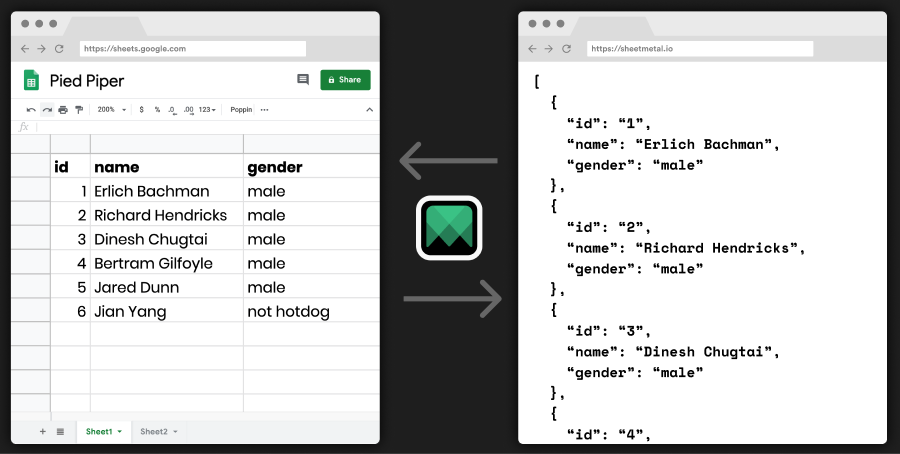 https://sheets.google.com
Pied Piper
Share
200% $ % .0 .00 123 Poppin ...
fx
id name gender
1 Erlich Bachman male
2 Richard Hendricks male
3 Dinesh Chugtai male
4 Bertram Gilfoyle male
5 Jared Dunn male
6 Jian Yang not hotdog
+ Sheet1 Sheet2
https://sheetmetal.io
[
{
“id”: “1”,
“name”: “Erlich Bachman”,
“gender”: “male”
},
{
“id”: “2”,
“name”: “Richard Hendricks”,
“gender”: “male”
},
{
“id”: “3”,
“name”: “Dinesh Chugtai”,
“gender”: “male”
},
{
“id”: “4”,